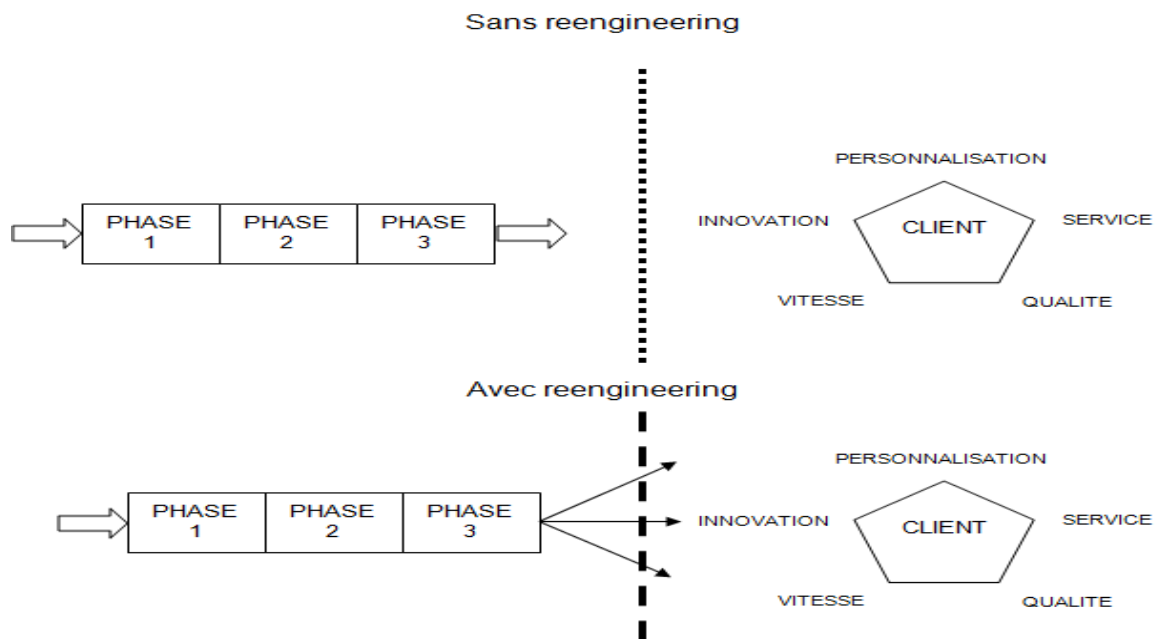 Sans reengineering
PERSONNALISATION
PHASE
1
PHASE
2
PHASE
3
INNOVATION
CLIENT
SERVICE
VITESSE
QUALITE
Avec reengineering
PERSONNALISATION
PHASE
1
PHASE
2
PHASE
3
INNOVATION
CLIENT
SERVICE
VITESSE
QUALITE